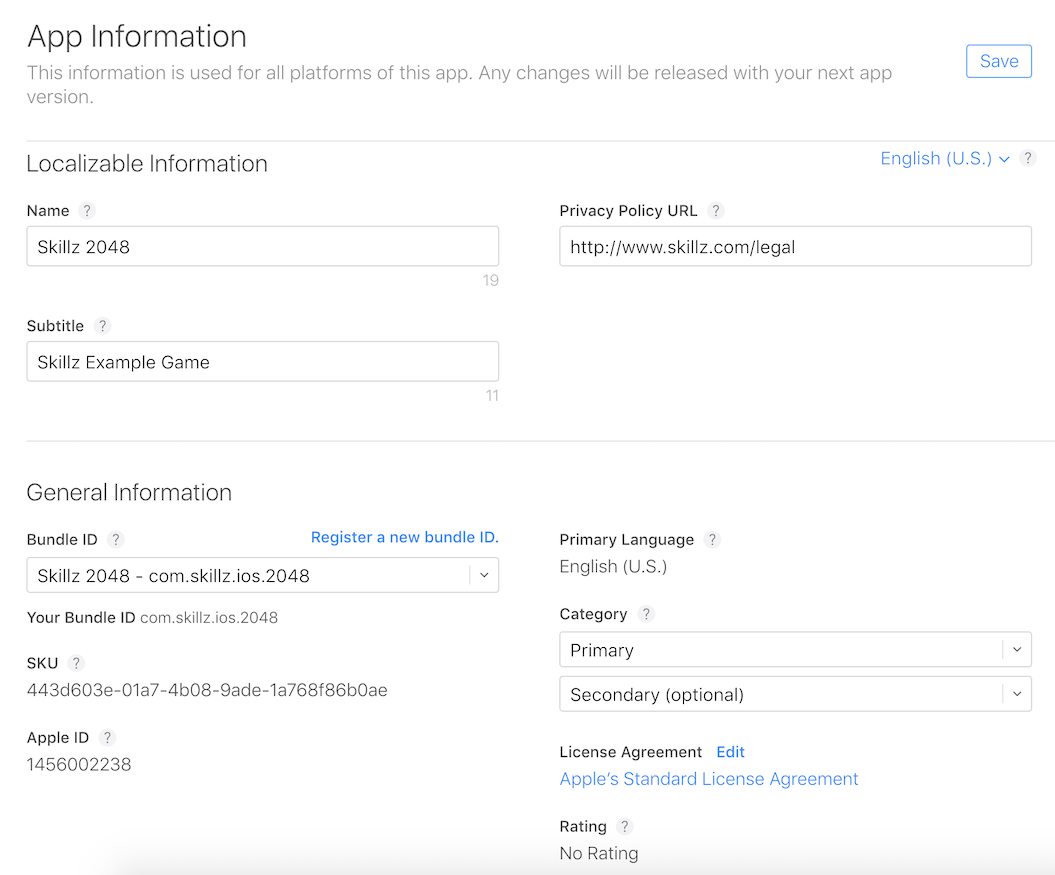 App Information
Save
This information is used for all platforms of this app. Any changes will be released with your next app
version.
Localizable Information
English (U.S.) ?
Name ?
Skillz 2048
19
Privacy Policy URL ?
http://www.skillz.com/legal
Subtitle ?
Skillz Example Game
11
General Information
Bundle ID ? Register a new bundle ID.
Skillz 2048 - com.skillz.ios.2048
Your Bundle ID com.skillz.ios.2048
SKU ?
443d603e-01a7-4b08-9ade-1a768f86b0ae
Apple ID ?
1456002238
Primary Language ?
English (U.S.)
Category ?
Primary
Secondary (optional)
License Agreement Edit
Apple's Standard License Agreement
Rating ?
No Rating